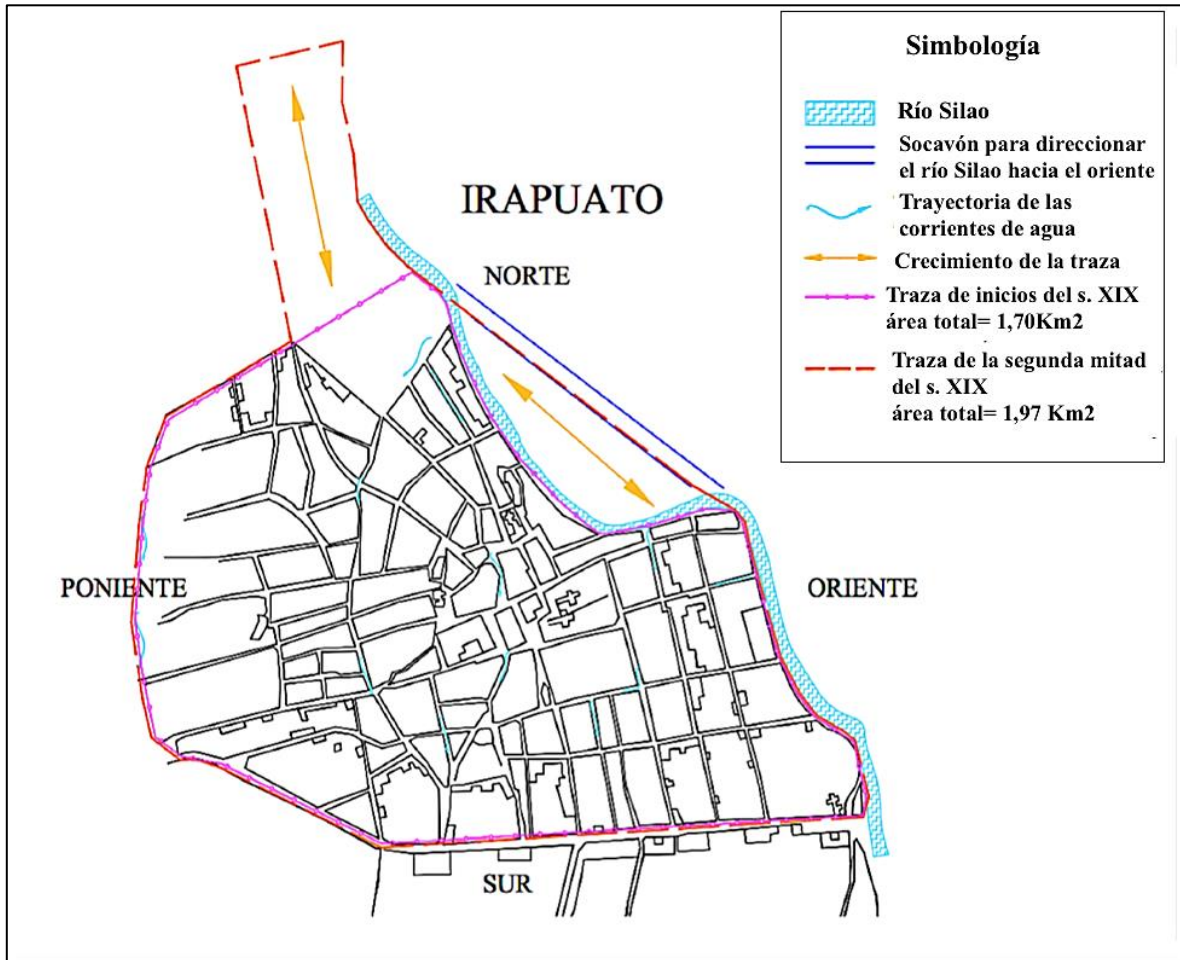 Simbología
Río Silao
Socavón para direccionar
el río Silao hacia el oriente
Trayectoria de las
corrientes de agua
Crecimiento de la traza
Traza de inicios del s. XIX
área total= 1,70Km2
Traza de la segunda mitad
del s. XIX
área total= 1,97 Km2
IRAPUATO
NORTE
PONIENTE
ORIENTE
SUR